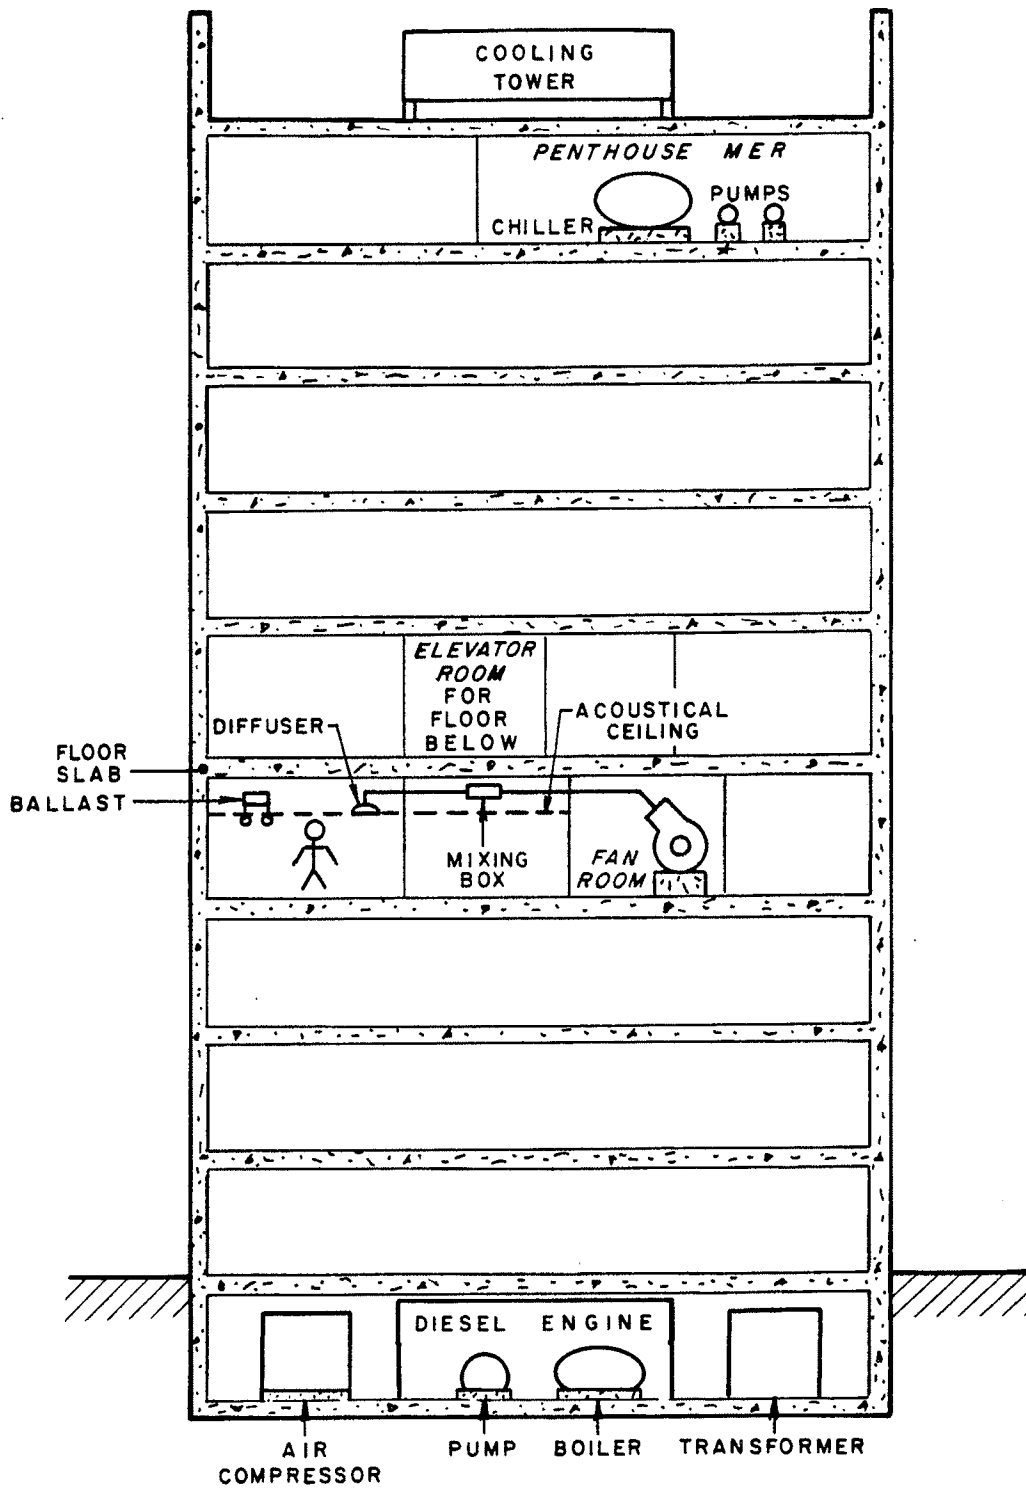 COOLING
TOWER
PENTHOUSE MER
PUMPS
CHILLER
ELEVATOR
ROOM
FOR
FLOOR
BELOW
DIFFUSER
ACOUSTICAL
CEILING
FLOOR
SLAB
BALLAST
MIXING
BOX
FAN
ROOM
DIESEL ENGINE
AIR
COMPRESSOR
PUMP
BOILER
TRANSFORMER